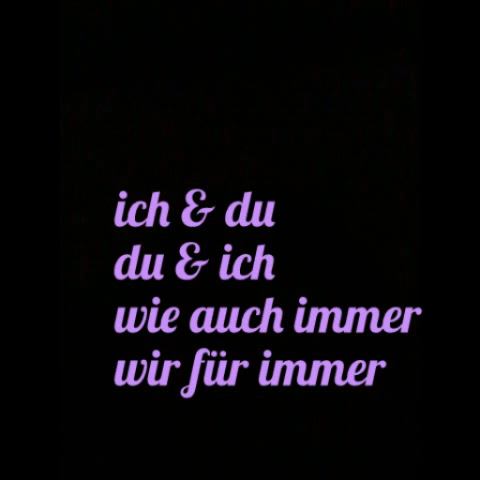 ich & du
du & ich
wie auch immer
wir für immer